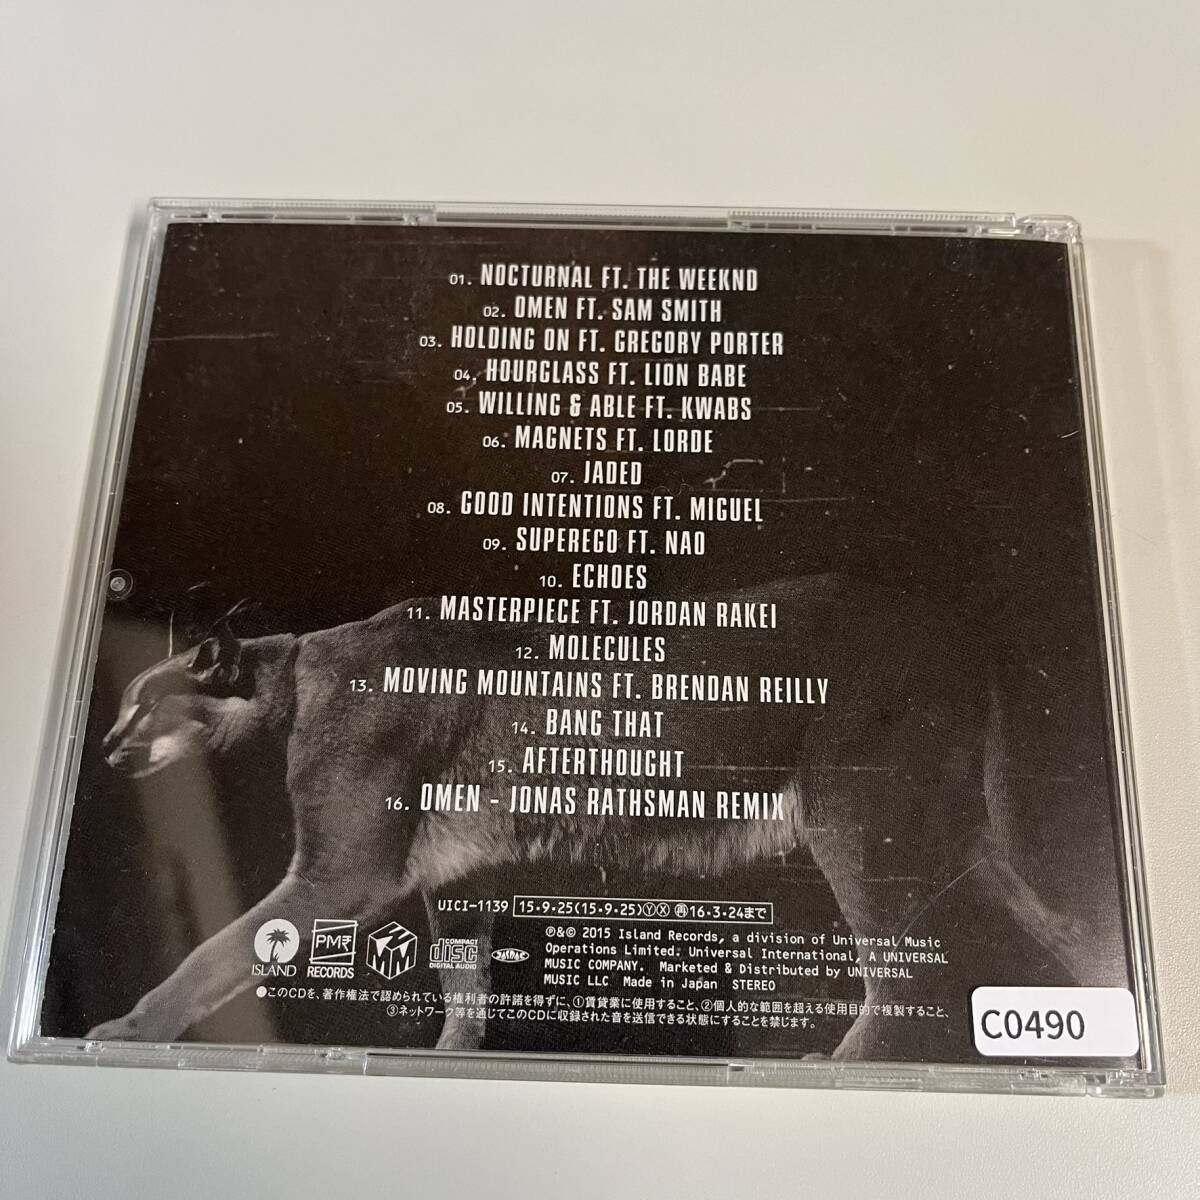 01. NOCTURNAL FT. THE WEEKND
02. OMEN FT. SAM SMITH
03. HOLDING ON FT. GREGORY PORTER
04. HOURGLASS FT. LION BABE
05. WILLING & ABLE FT. KWABS
06. MAGNETS FT. LORDE
07. JADED
08. GOOD INTENTIONS FT. MIGUEL
09. SUPEREGO FT. NAO
10. ECHOES
11. MASTERPIECE FT. JORDAN RAKEI
12. MOLECULES
13. MOVING MOUNTAINS FT. BRENDAN REILLY
14. BANG THAT
15. AFTERTHOUGHT
16. OMEN - JONAS RATHSMAN REMIX
UICI-1139 15・9・25(15・9・25)ⓎⓍ ㊢16・3・24まで
ISLAND
PM₹
RECORDS
COMPACT
disc
DIGITAL AUDIO
℗&© 2015 Island Records, a division of Universal Music
Operations Limited. Universal International, A UNIVERSAL
MUSIC COMPANY. Marketed & Distributed by UNIVERSAL
MUSIC LLC Made in Japan STEREO
●このCDを、著作権法で認められている権利者の許諾を得ずに、①賃貸業に使用すること、②個人的な範囲を超える使用目的で複製すること、
③ネットワーク等を通じてこのCDに収録された音を送信できる状態にすることを禁じます。
C0490